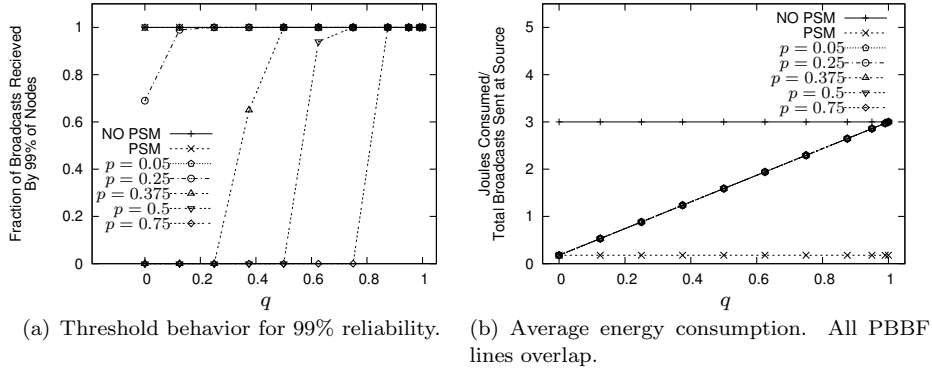 Fraction of Broadcasts Recieved
By 99% of Nodes
1
0.8
0.6
0.4
0.2
0
NO PSM
PSM
p = 0.05
p = 0.25
p = 0.375
p = 0.5
p = 0.75
0 0.2 0.4 0.6 0.8 1
q
(a) Threshold behavior for 99% reliability.
Joules Consumed/
Total Broadcasts Sent at Source
5
4
3
2
1
0
NO PSM
PSM
p = 0.05
p = 0.25
p = 0.375
p = 0.5
p = 0.75
0 0.2 0.4 0.6 0.8 1
q
(b) Average energy consumption. All PBBF
lines overlap.